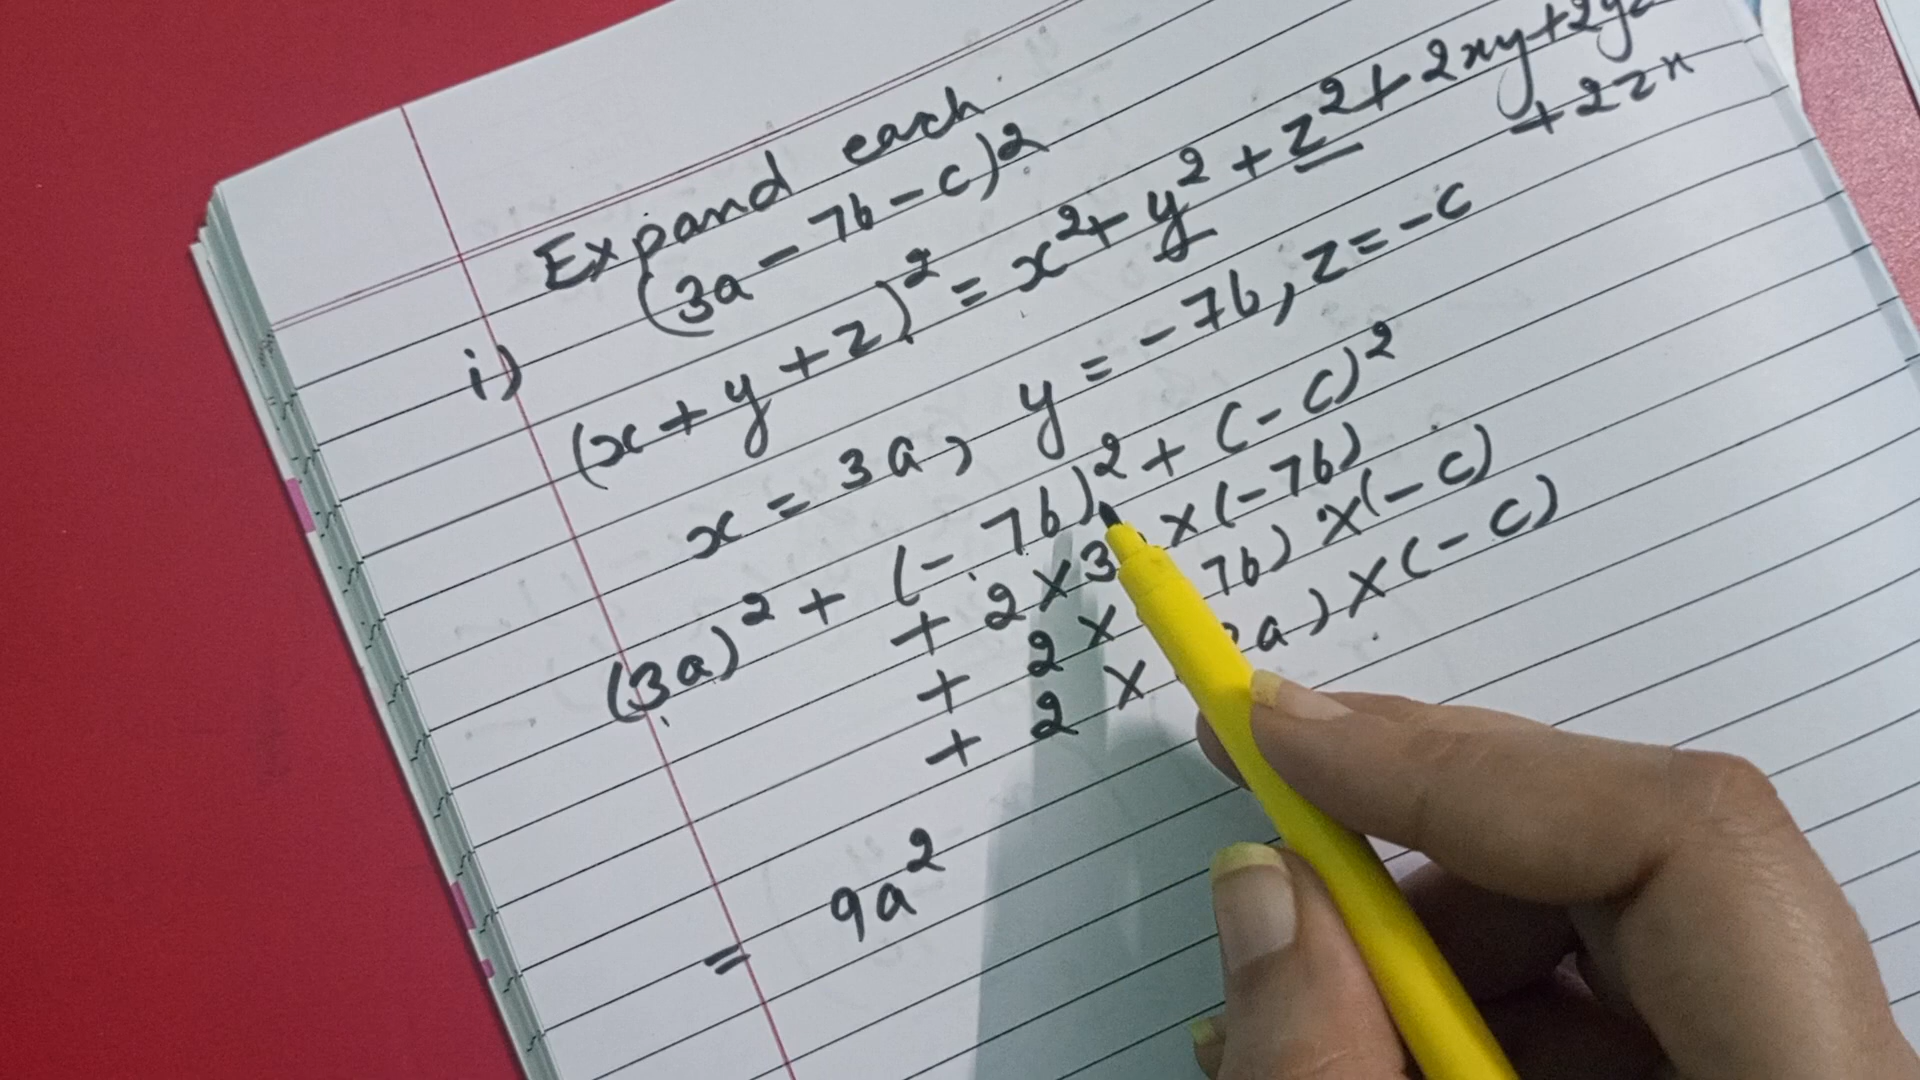 Expand each
i) (3a - 7b - c)²
(x + y + z)² = x² + y² + z² + 2xy + 2yz
+ 2zx
x = 3a, y = -7b, z = -c
(3a)² + (-7b)² + (-c)²
+ 2 × 3 × (-7b)
+ 2 × 7b) × (-c)
+ 2 × a) × (-c)
= 9a²